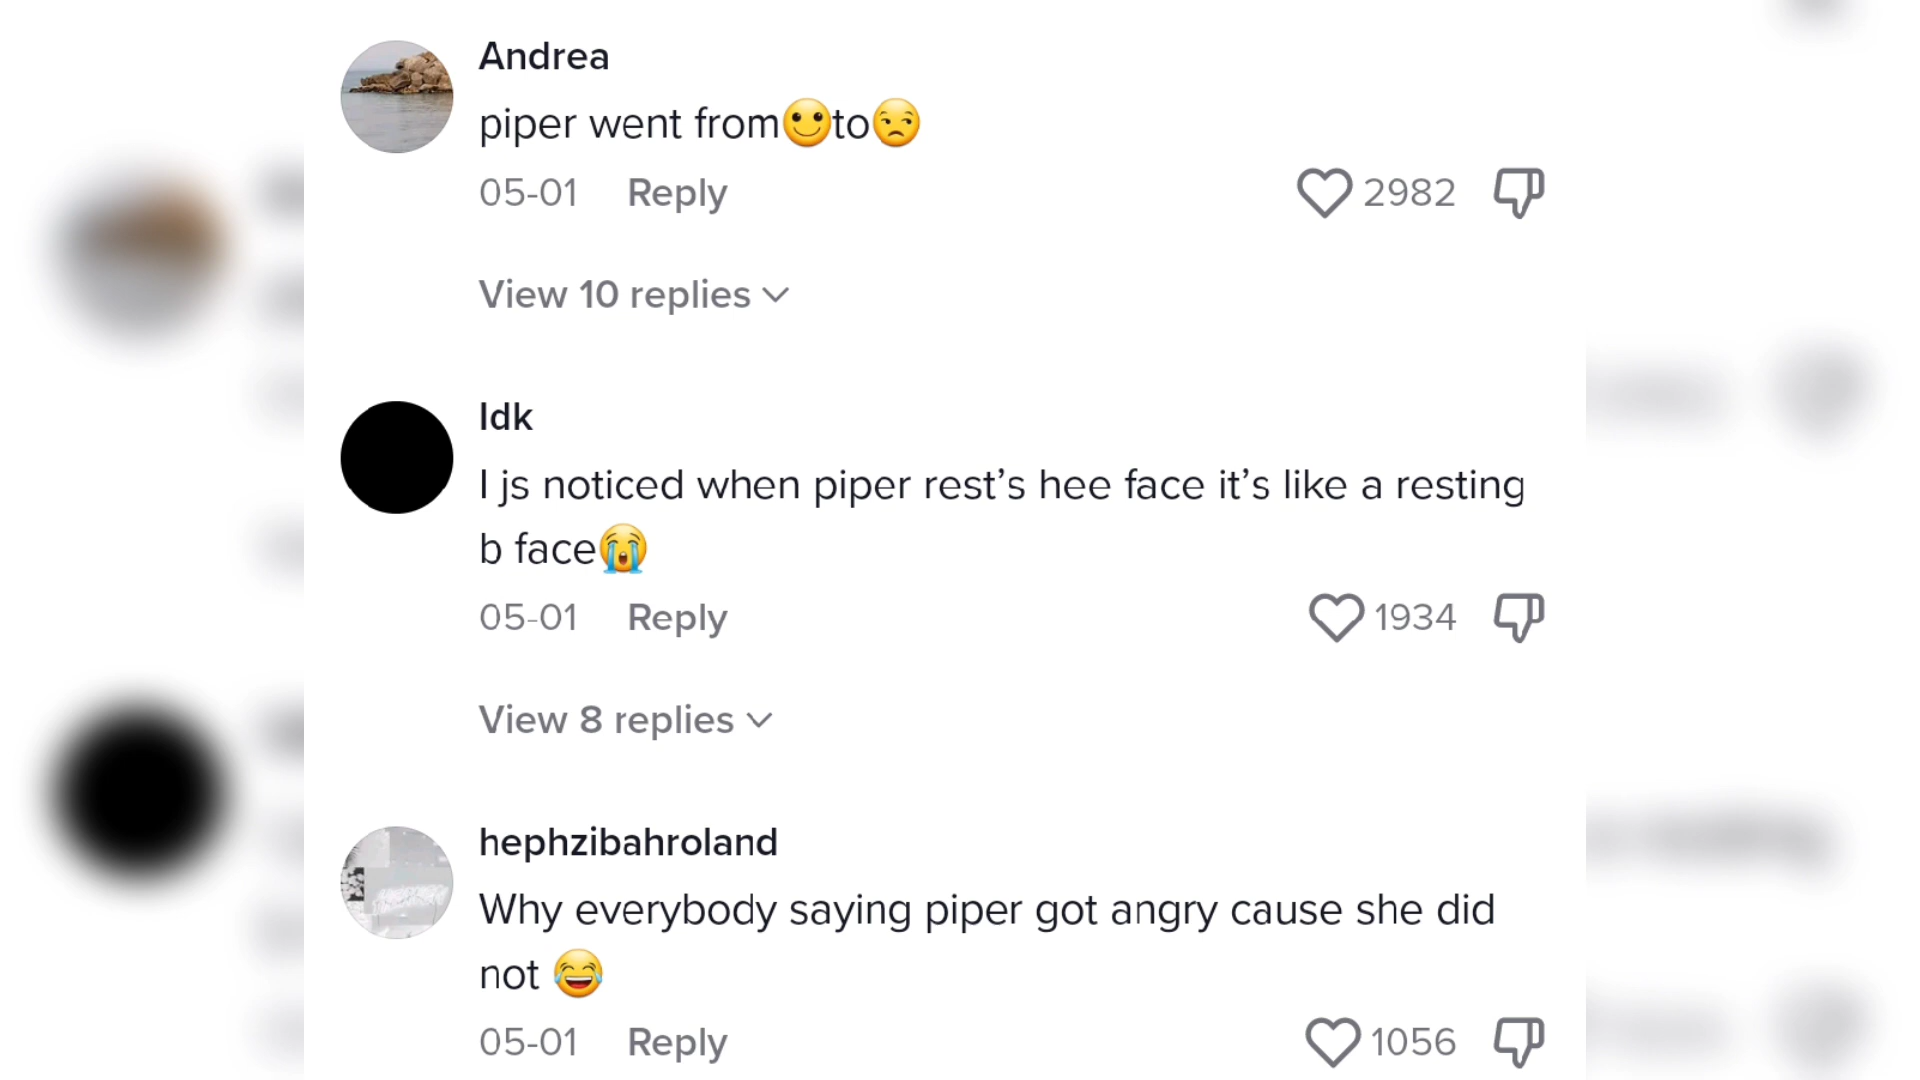 Andrea
piper went from🙂to😒
05-01 Reply 2982
View 10 replies
Idk
I js noticed when piper rest’s hee face it’s like a resting
b face😭
05-01 Reply 1934
View 8 replies
hephzibahroland
Why everybody saying piper got angry cause she did
not 😂
05-01 Reply 1056